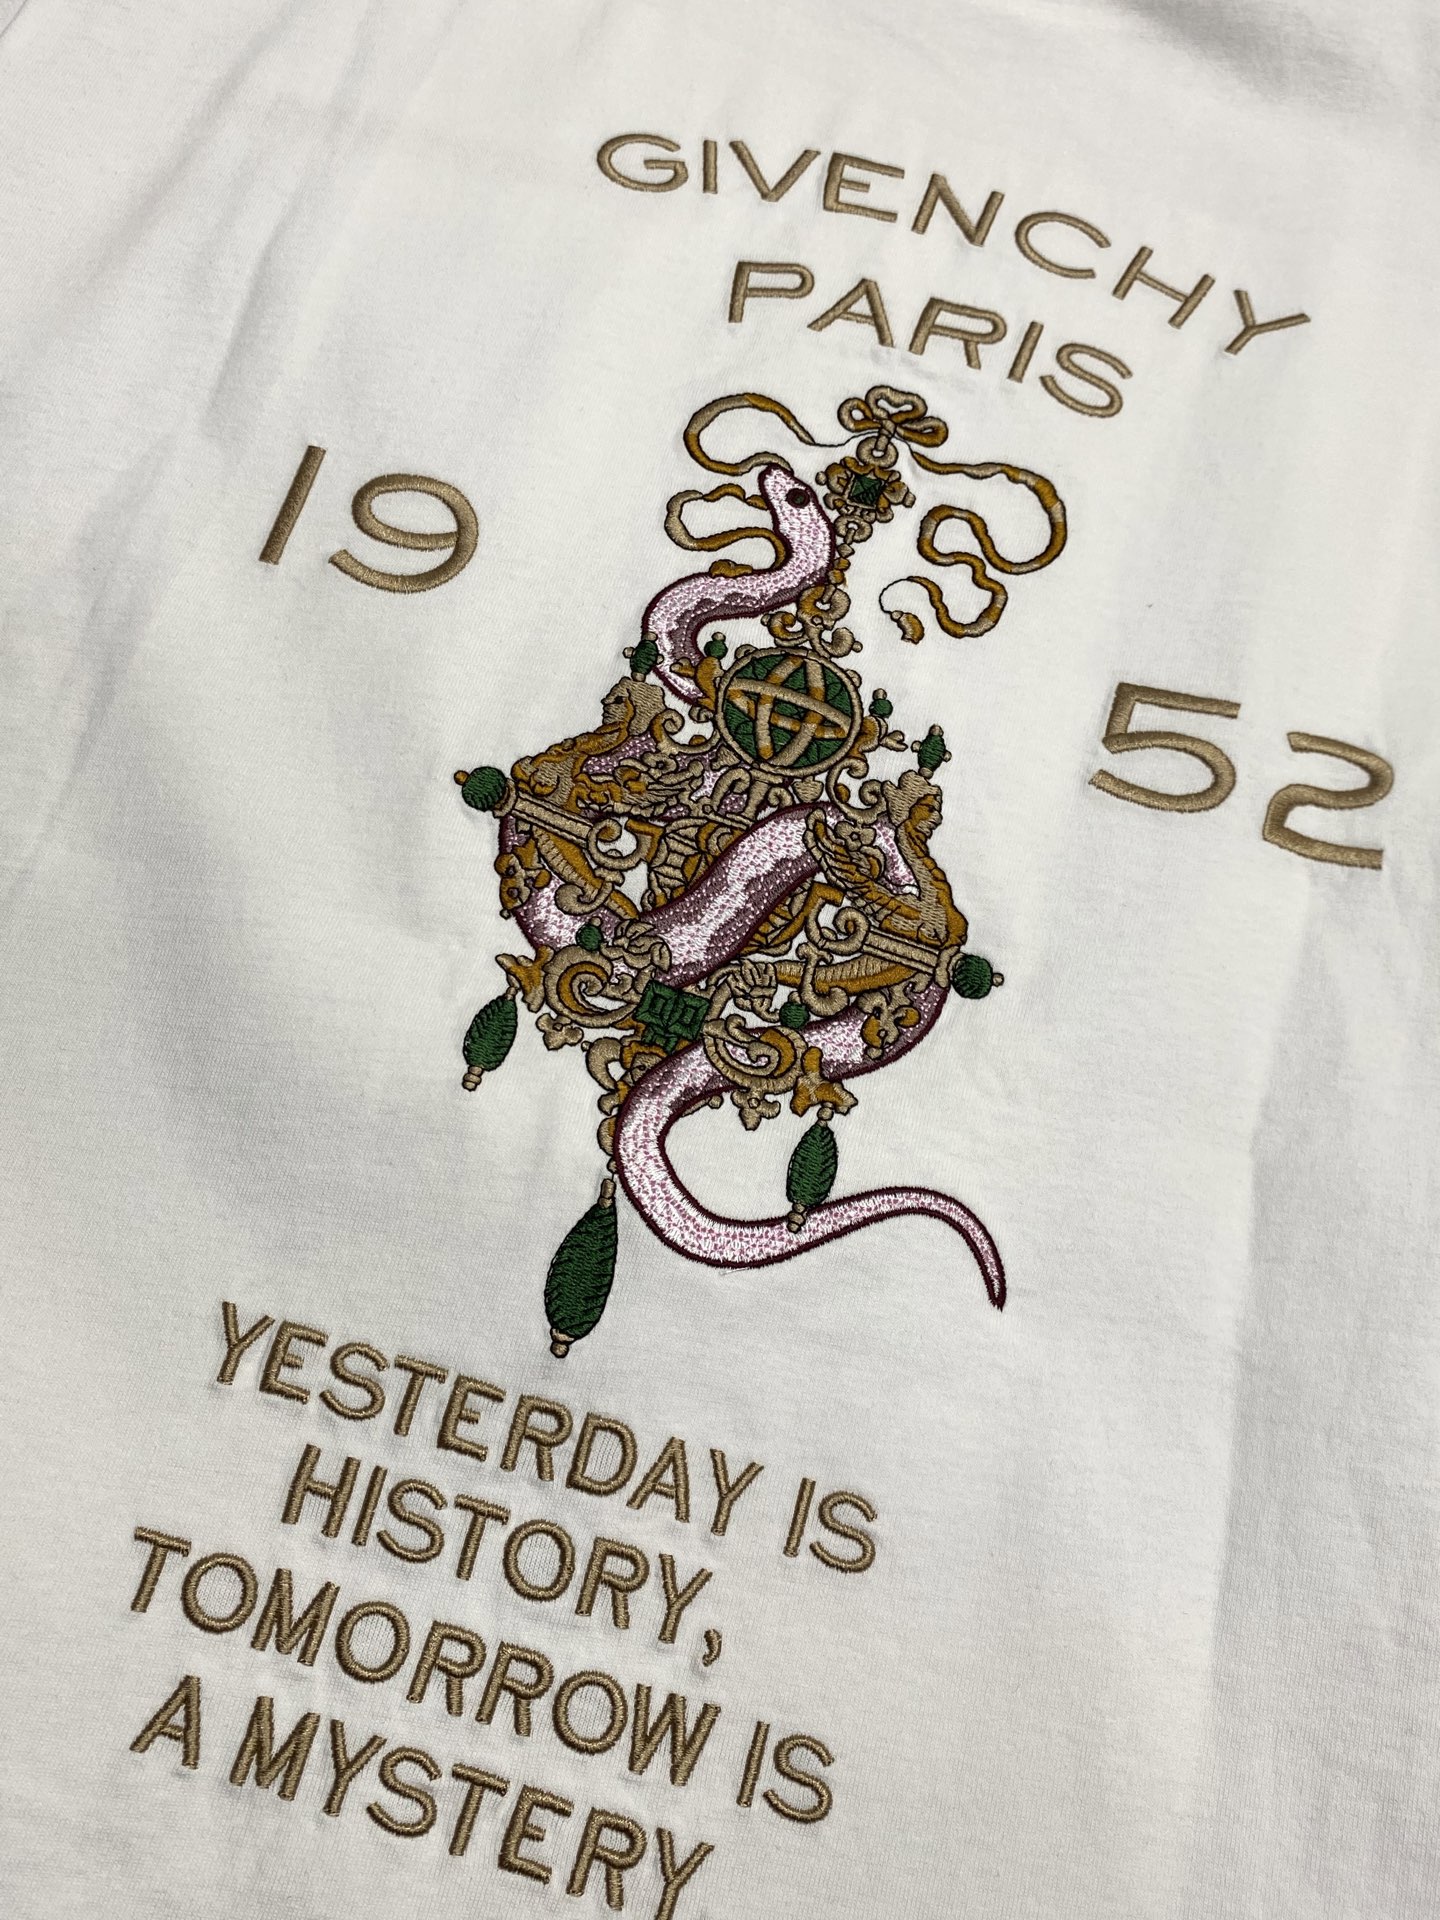 GIVENCHY
PARIS
19 52
YESTERDAY IS
HISTORY,
TOMORROW IS
A MYSTERY